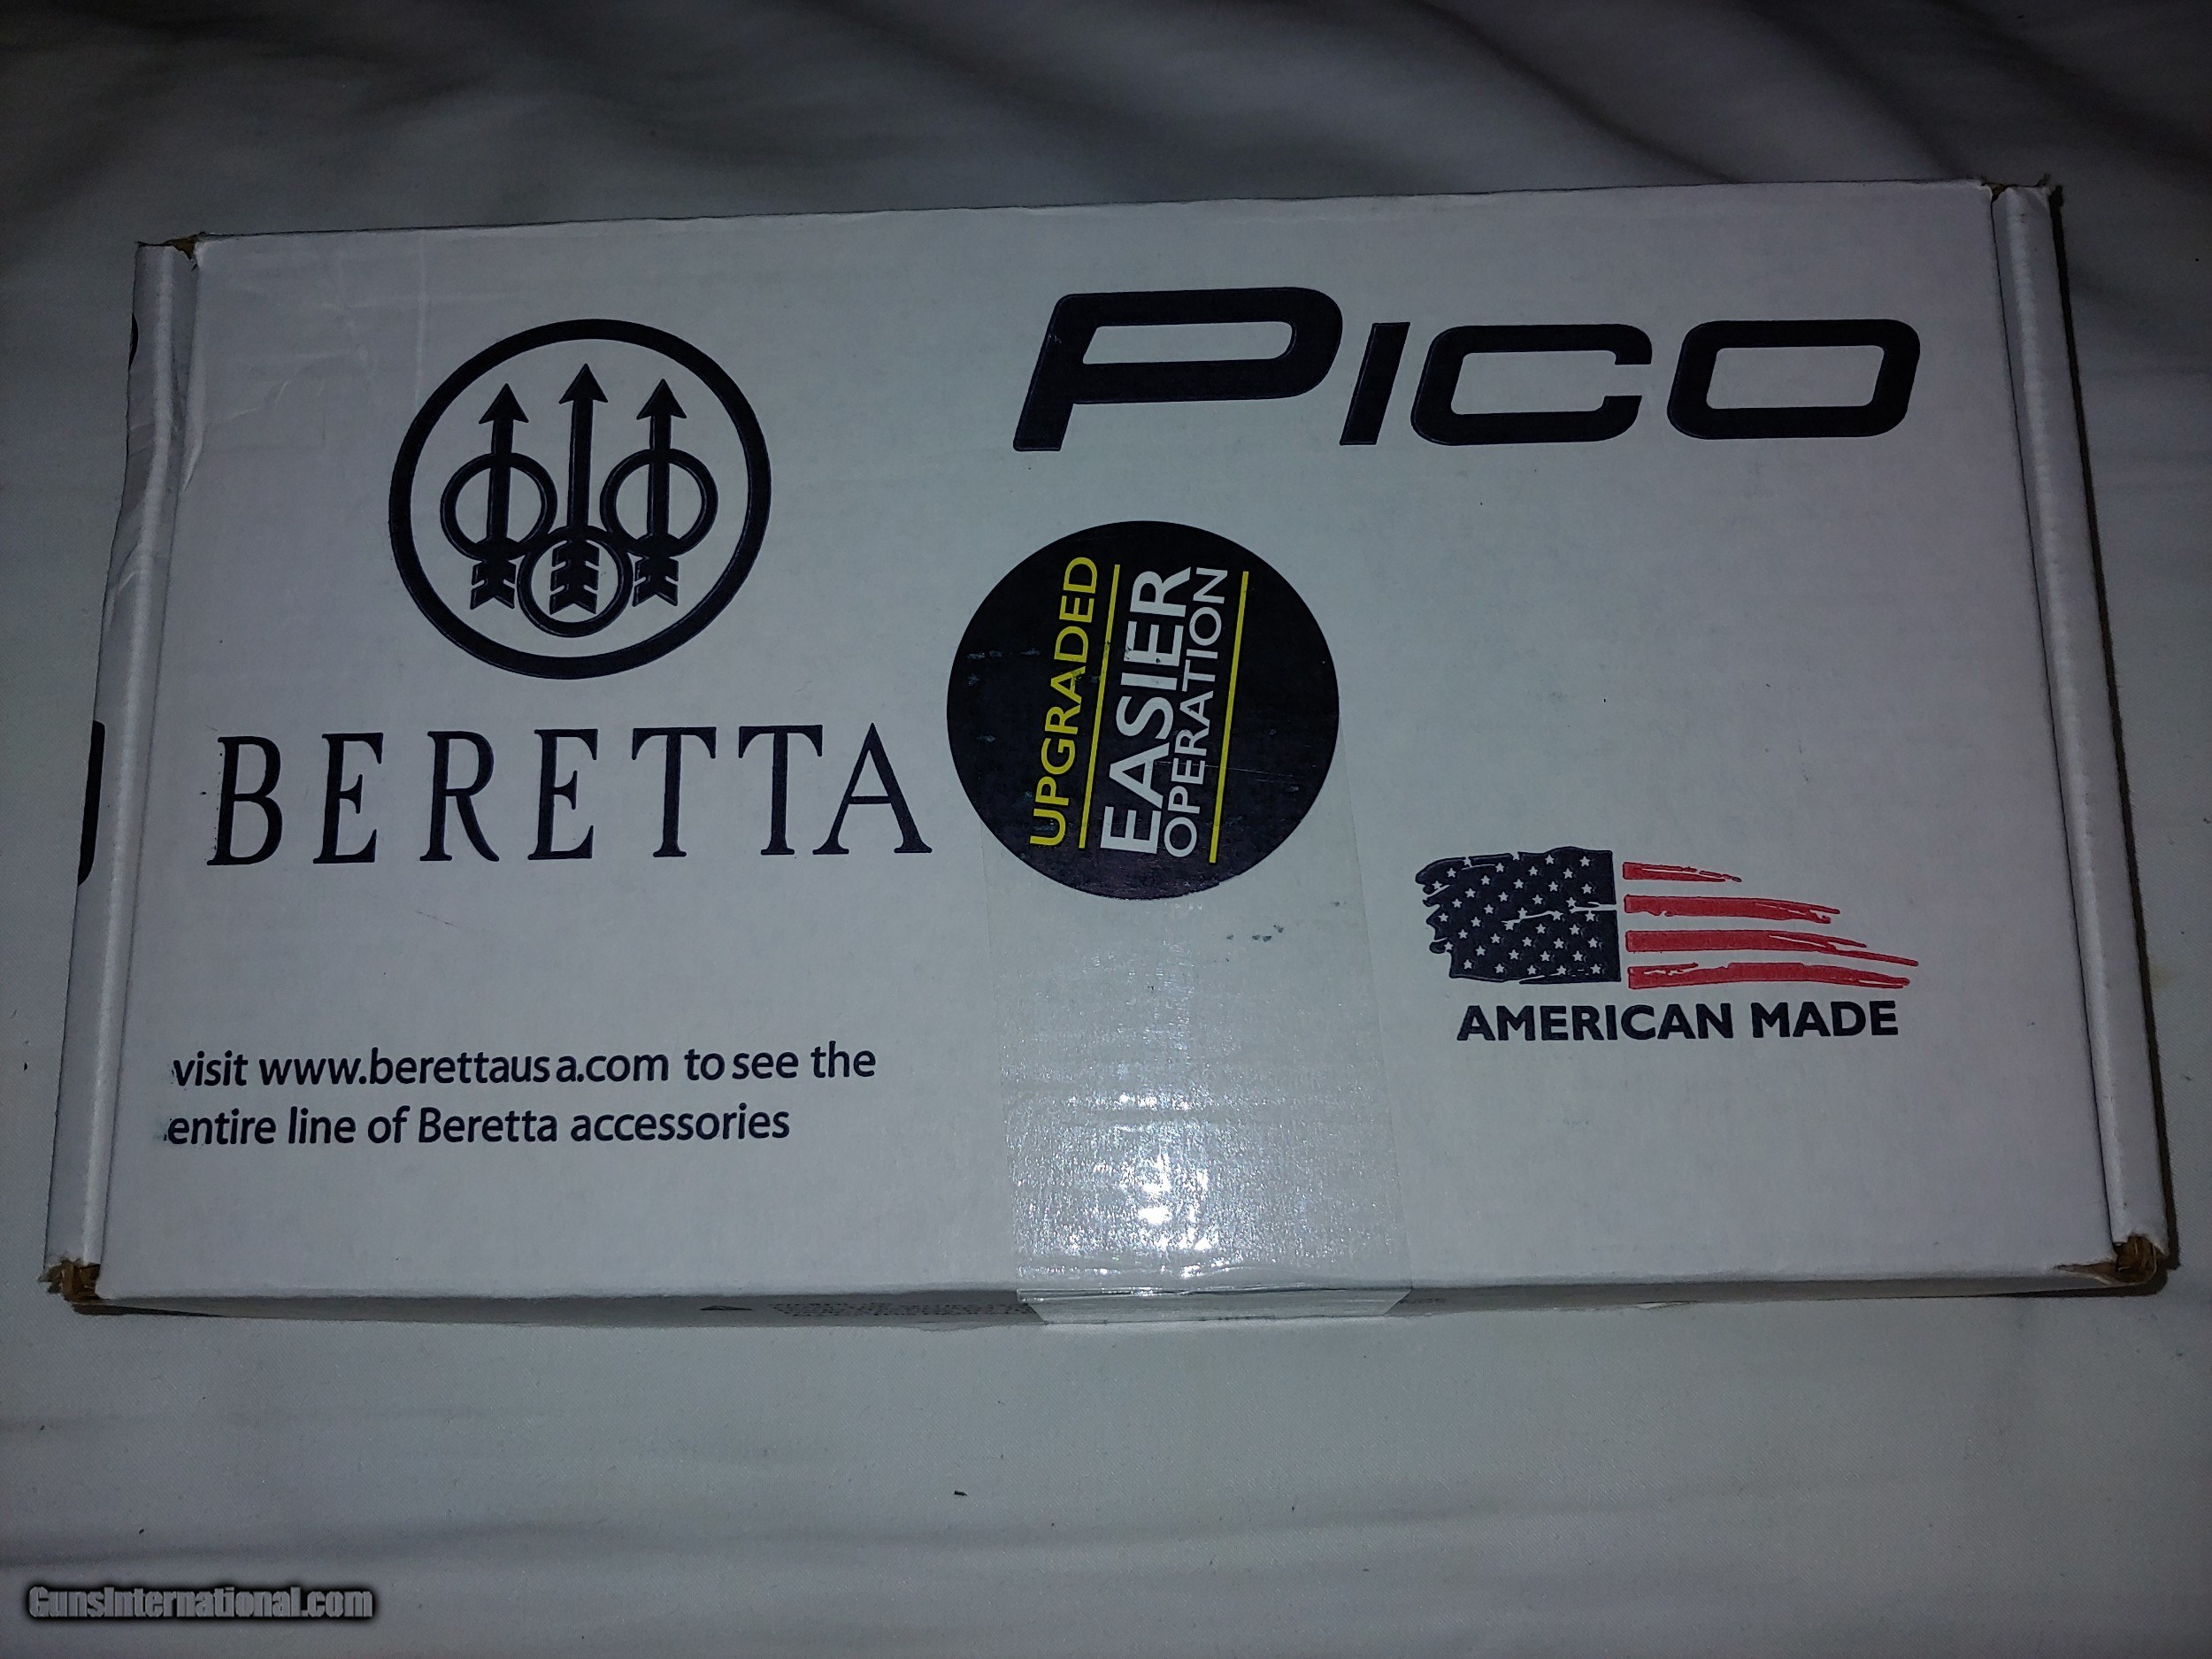 PICO
BERETTA
UPGRADED
EASIER
OPERATION
AMERICAN MADE
visit www.berettausa.com to see the
entire line of Beretta accessories
GunsInternational.com